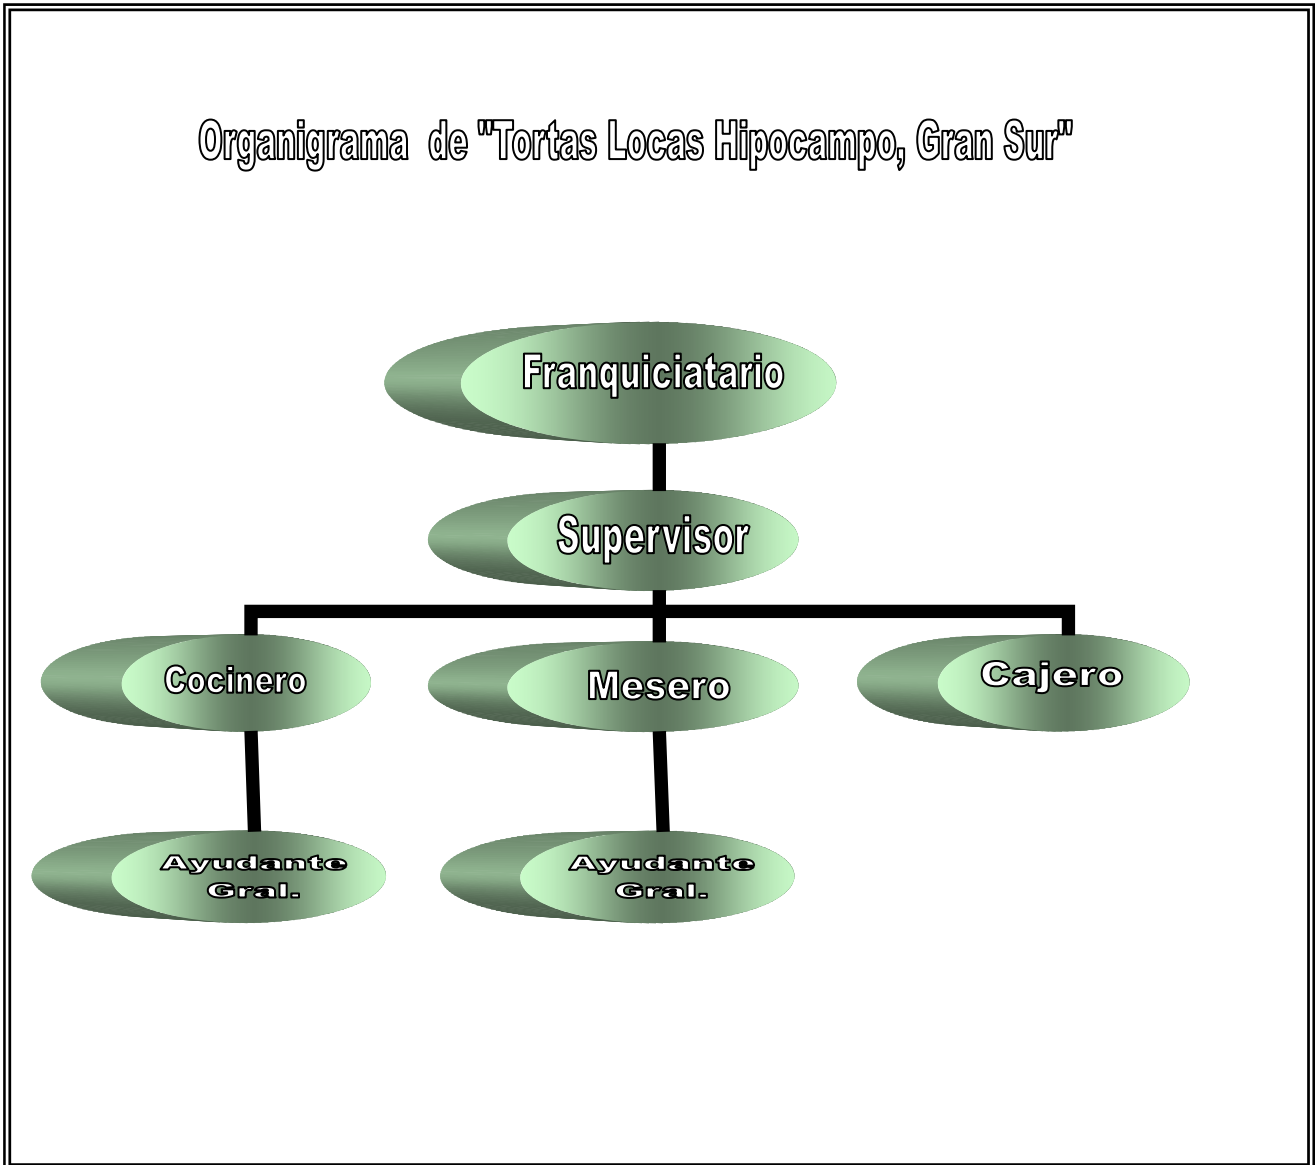 Organigrama  de "Tortas Locas Hipocampo, Gran Sur"
Franquiciatario
Supervisor
Cocinero
Mesero
Cajero
Ayudante
Gral.
Ayudante
Gral.